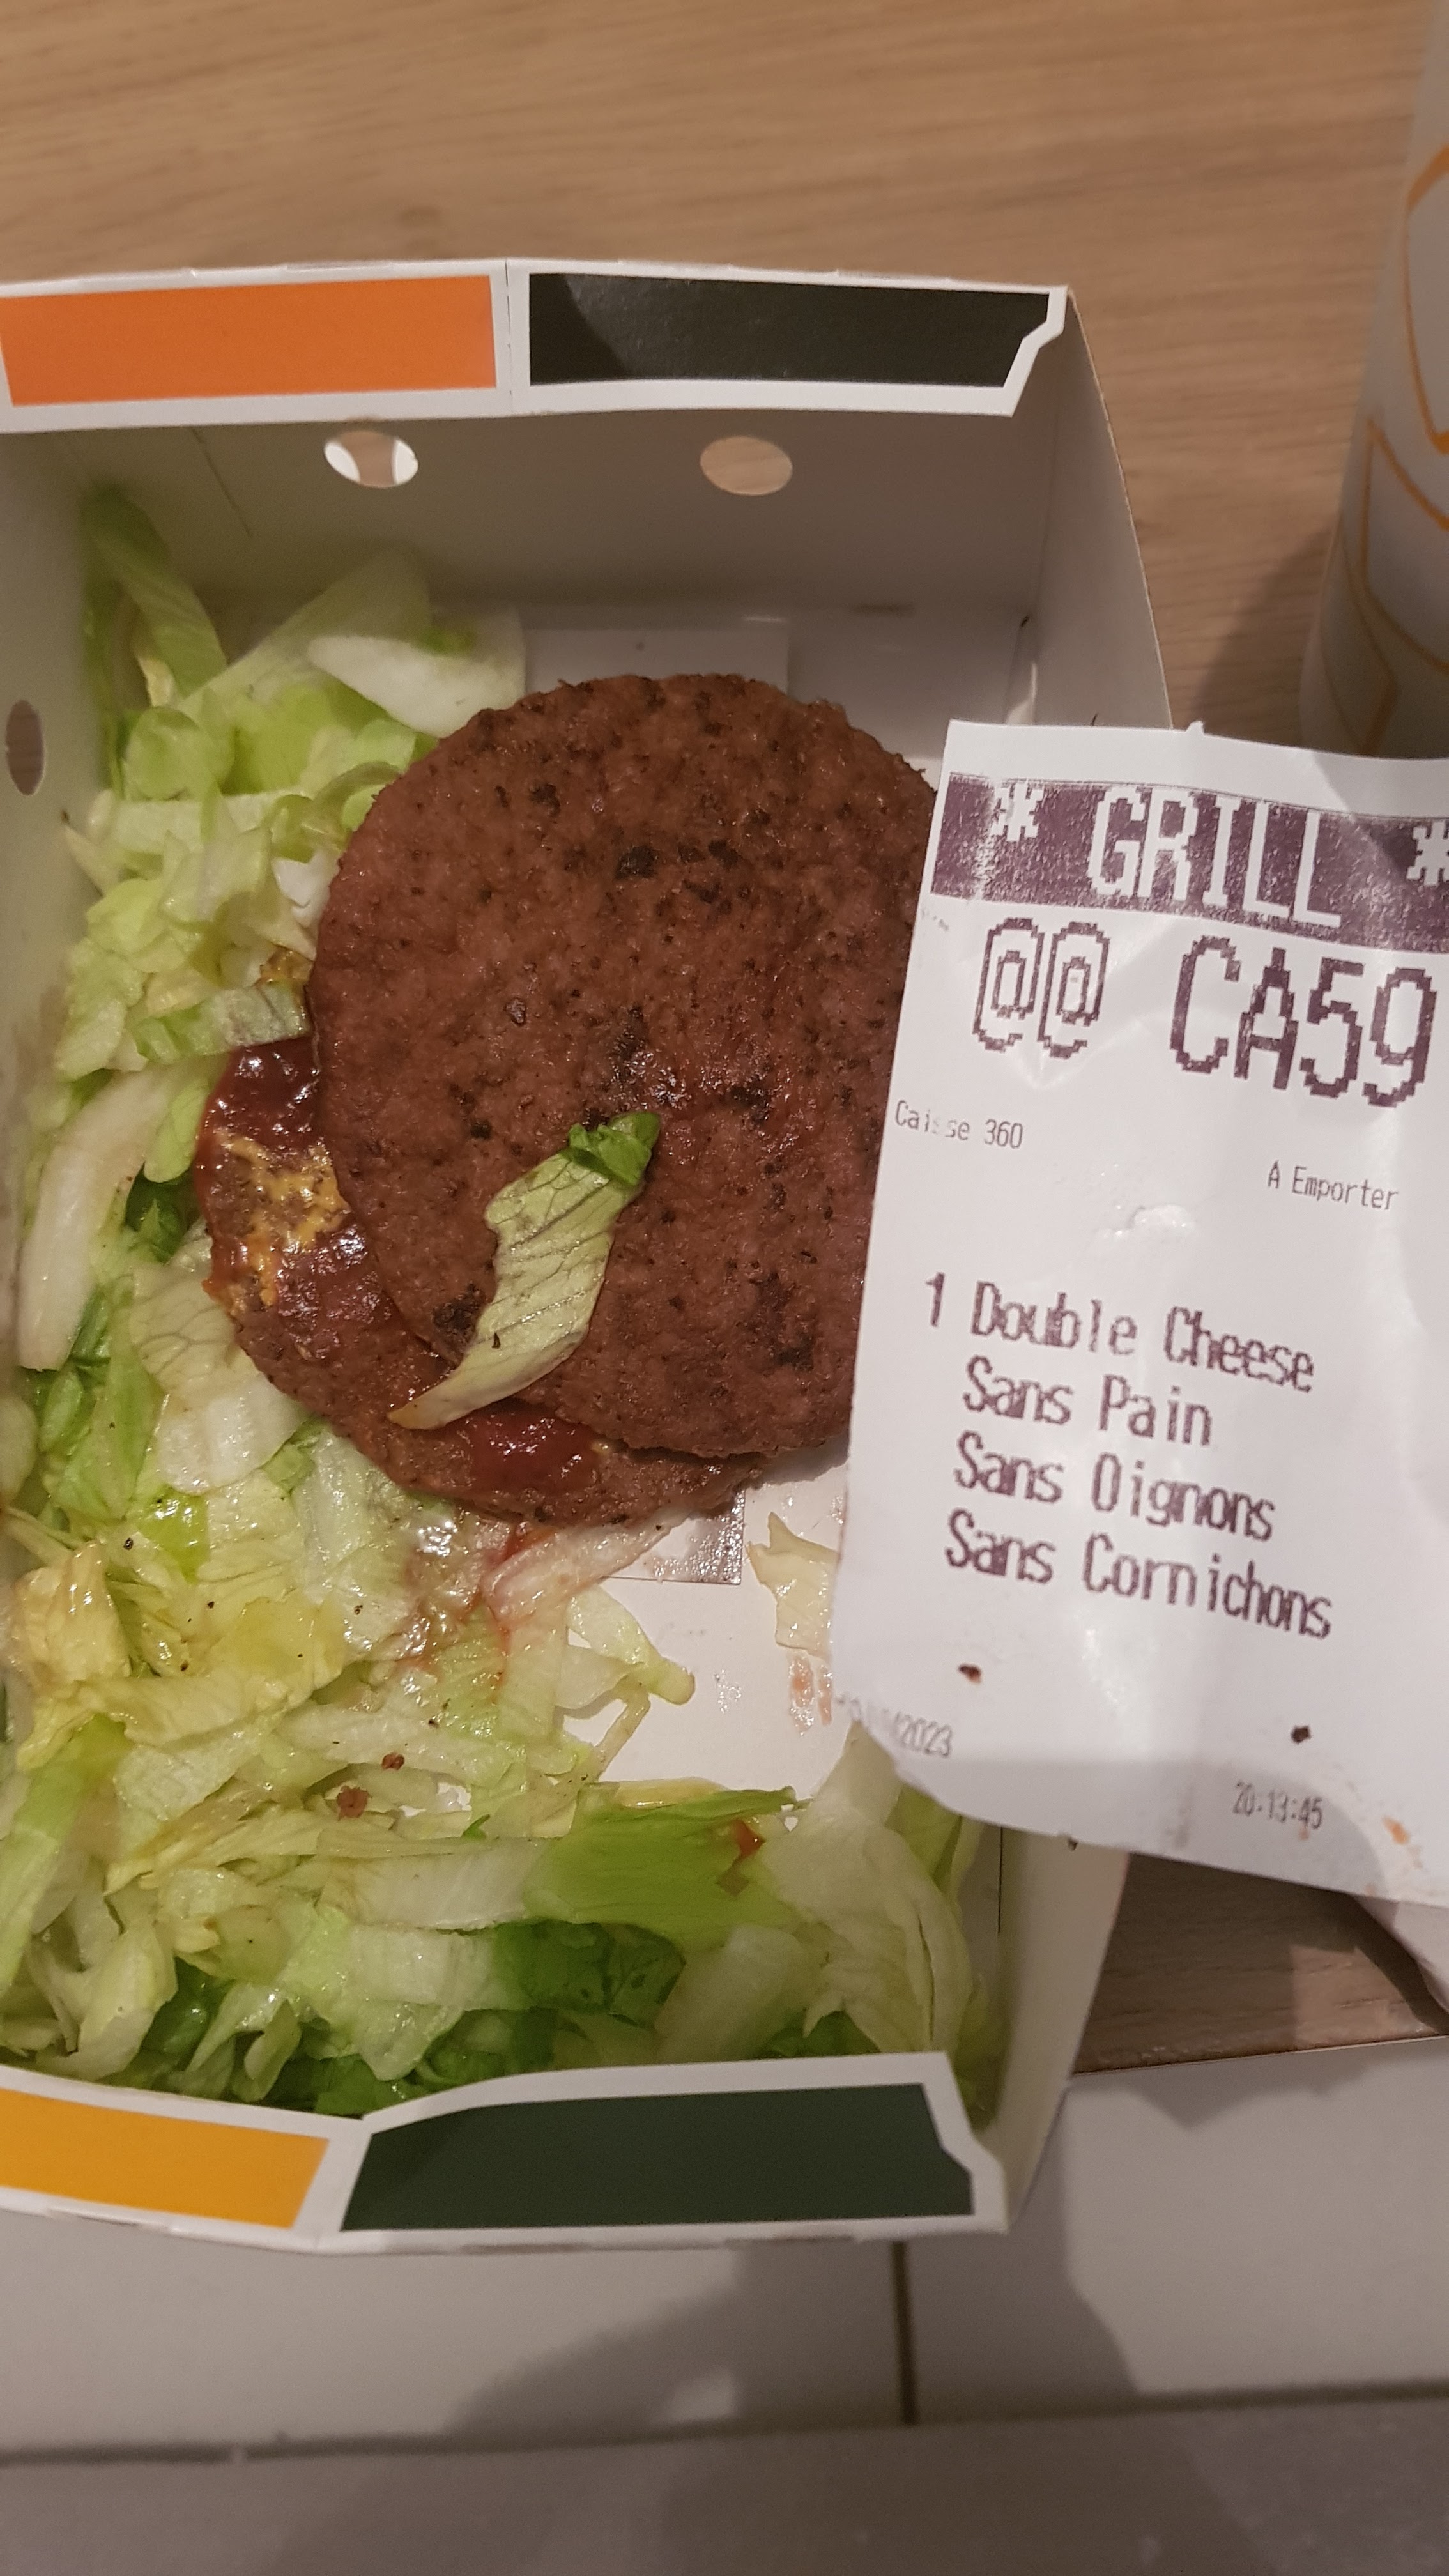 * GRILL *
@@ CA59
Caisse 360
A Emporter
1 Double Cheese
Sans Pain
Sans Oignons
Sans Cornichons
20:13:45